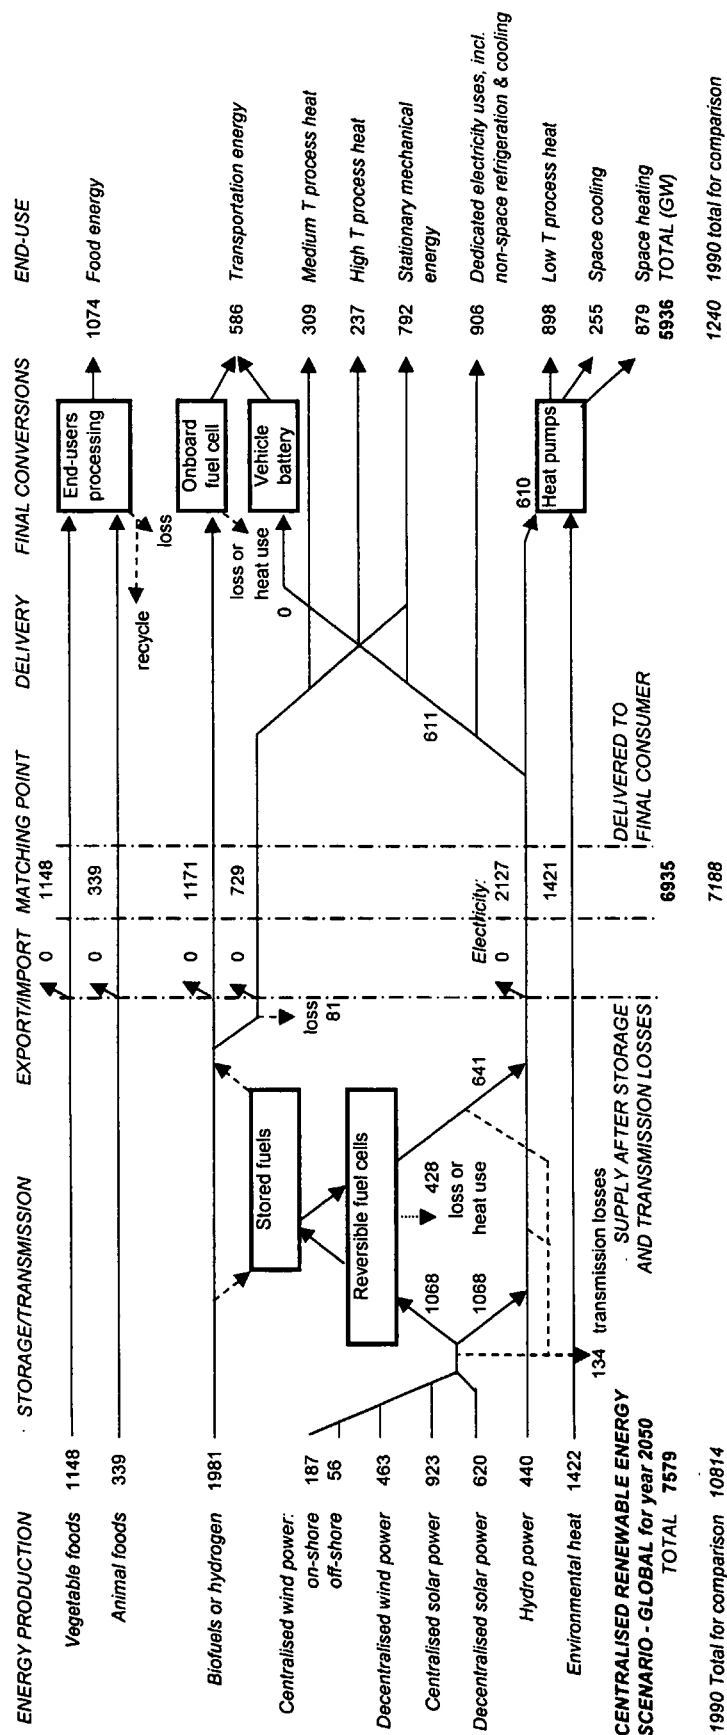 ENERGY PRODUCTION
· STORAGE/TRANSMISSION
EXPORT/IMPORT
MATCHING POINT
DELIVERY
FINAL CONVERSIONS
END-USE
Vegetable foods 1148
0
1148
Animal foods 339
0
339
End-users
processing
1074 Food energy
recycle
loss
Biofuels or hydrogen 1981
0
1171
Onboard
fuel cell
586 Transportation energy
Stored fuels
0
729
loss or
heat use
Vehicle
battery
0
loss
81
Centralised wind power:
on-shore 187
off-shore 56
309 Medium T process heat
Reversible fuel cells
237 High T process heat
Decentralised wind power 463
792 Stationary mechanical
energy
Centralised solar power 923
428
loss or
heat use
1068
611
Decentralised solar power 620
1068
641
Electricity:
906 Dedicated electricity uses, incl.
non-space refrigeration & cooling
Hydro power 440
0
2127
610
Heat pumps
898 Low T process heat
Environmental heat 1422
1421
255 Space cooling
134 transmission losses
879 Space heating
CENTRALISED RENEWABLE ENERGY
SCENARIO - GLOBAL for year 2050
· SUPPLY AFTER STORAGE
AND TRANSMISSION LOSSES
DELIVERED TO
FINAL CONSUMER
TOTAL 7579
6935
5936 TOTAL (GW)
1990 Total for comparison 10814
7188
1240 1990 total for comparison